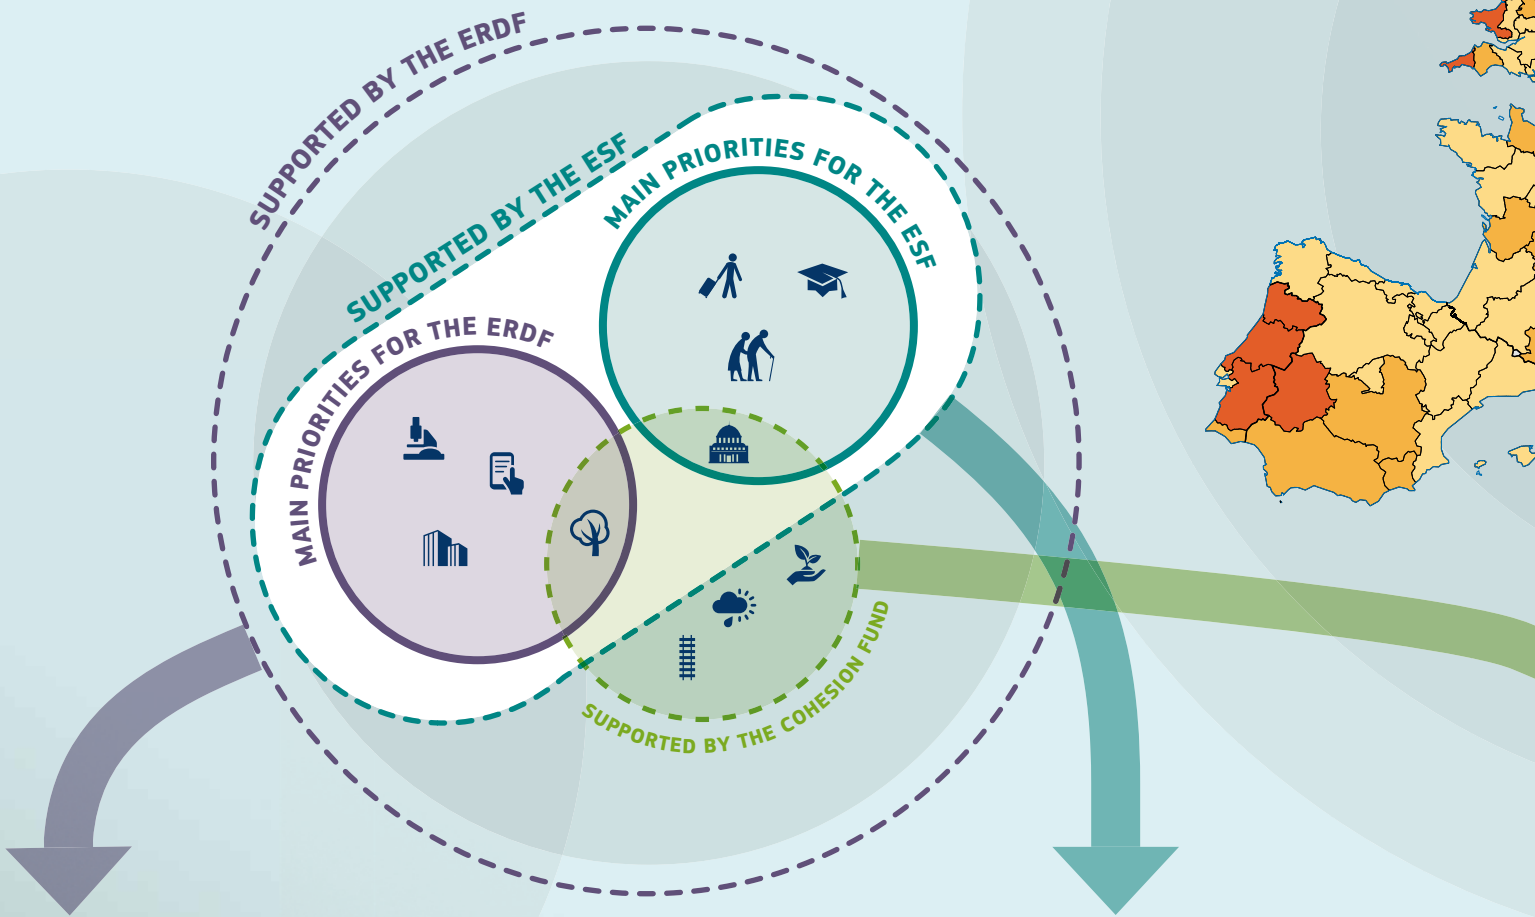 SUPPORTED BY THE ERDF
SUPPORTED BY THE ESF
MAIN PRIORITIES FOR THE ESF
MAIN PRIORITIES FOR THE ERDF
SUPPORTED BY THE COHESION FUND